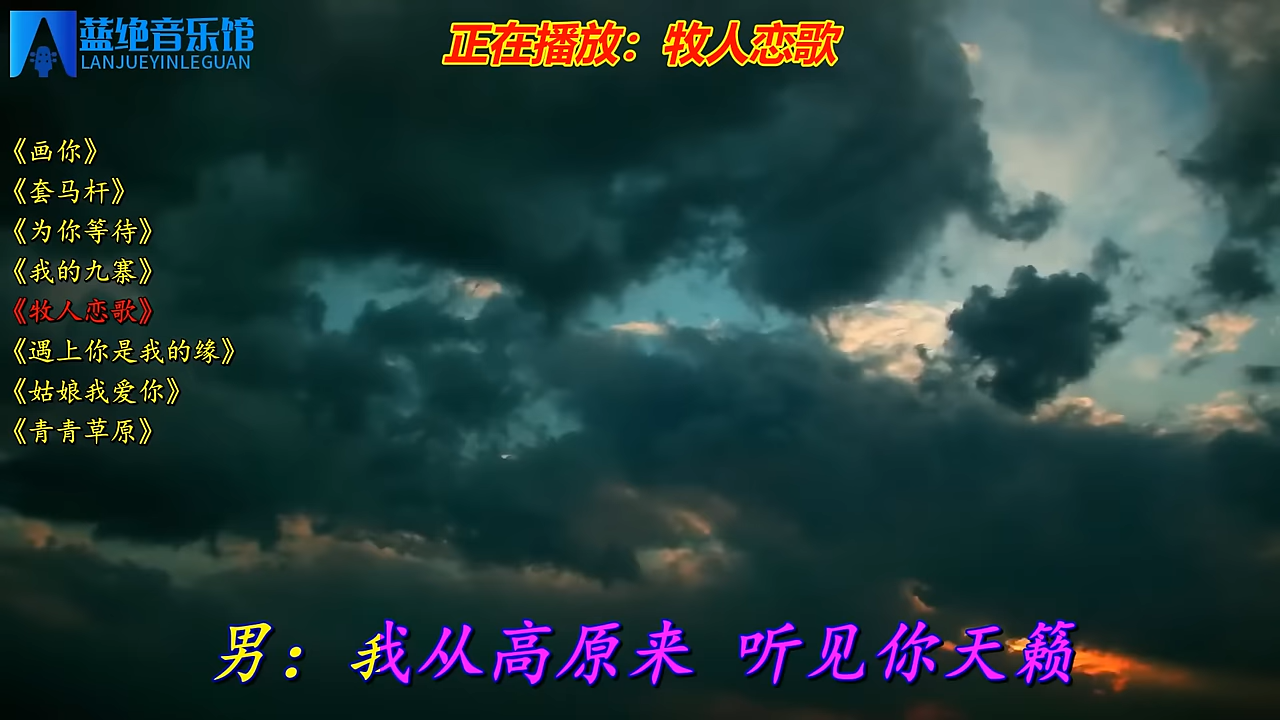 蓝绝音乐馆
LANJUEYINLEGUAN
正在播放：牧人恋歌
《画你》
《套马杆》
《为你等待》
《我的九寨》
《牧人恋歌》
《遇上你是我的缘》
《姑娘我爱你》
《青青草原》
男：我从高原来 听见你天籁